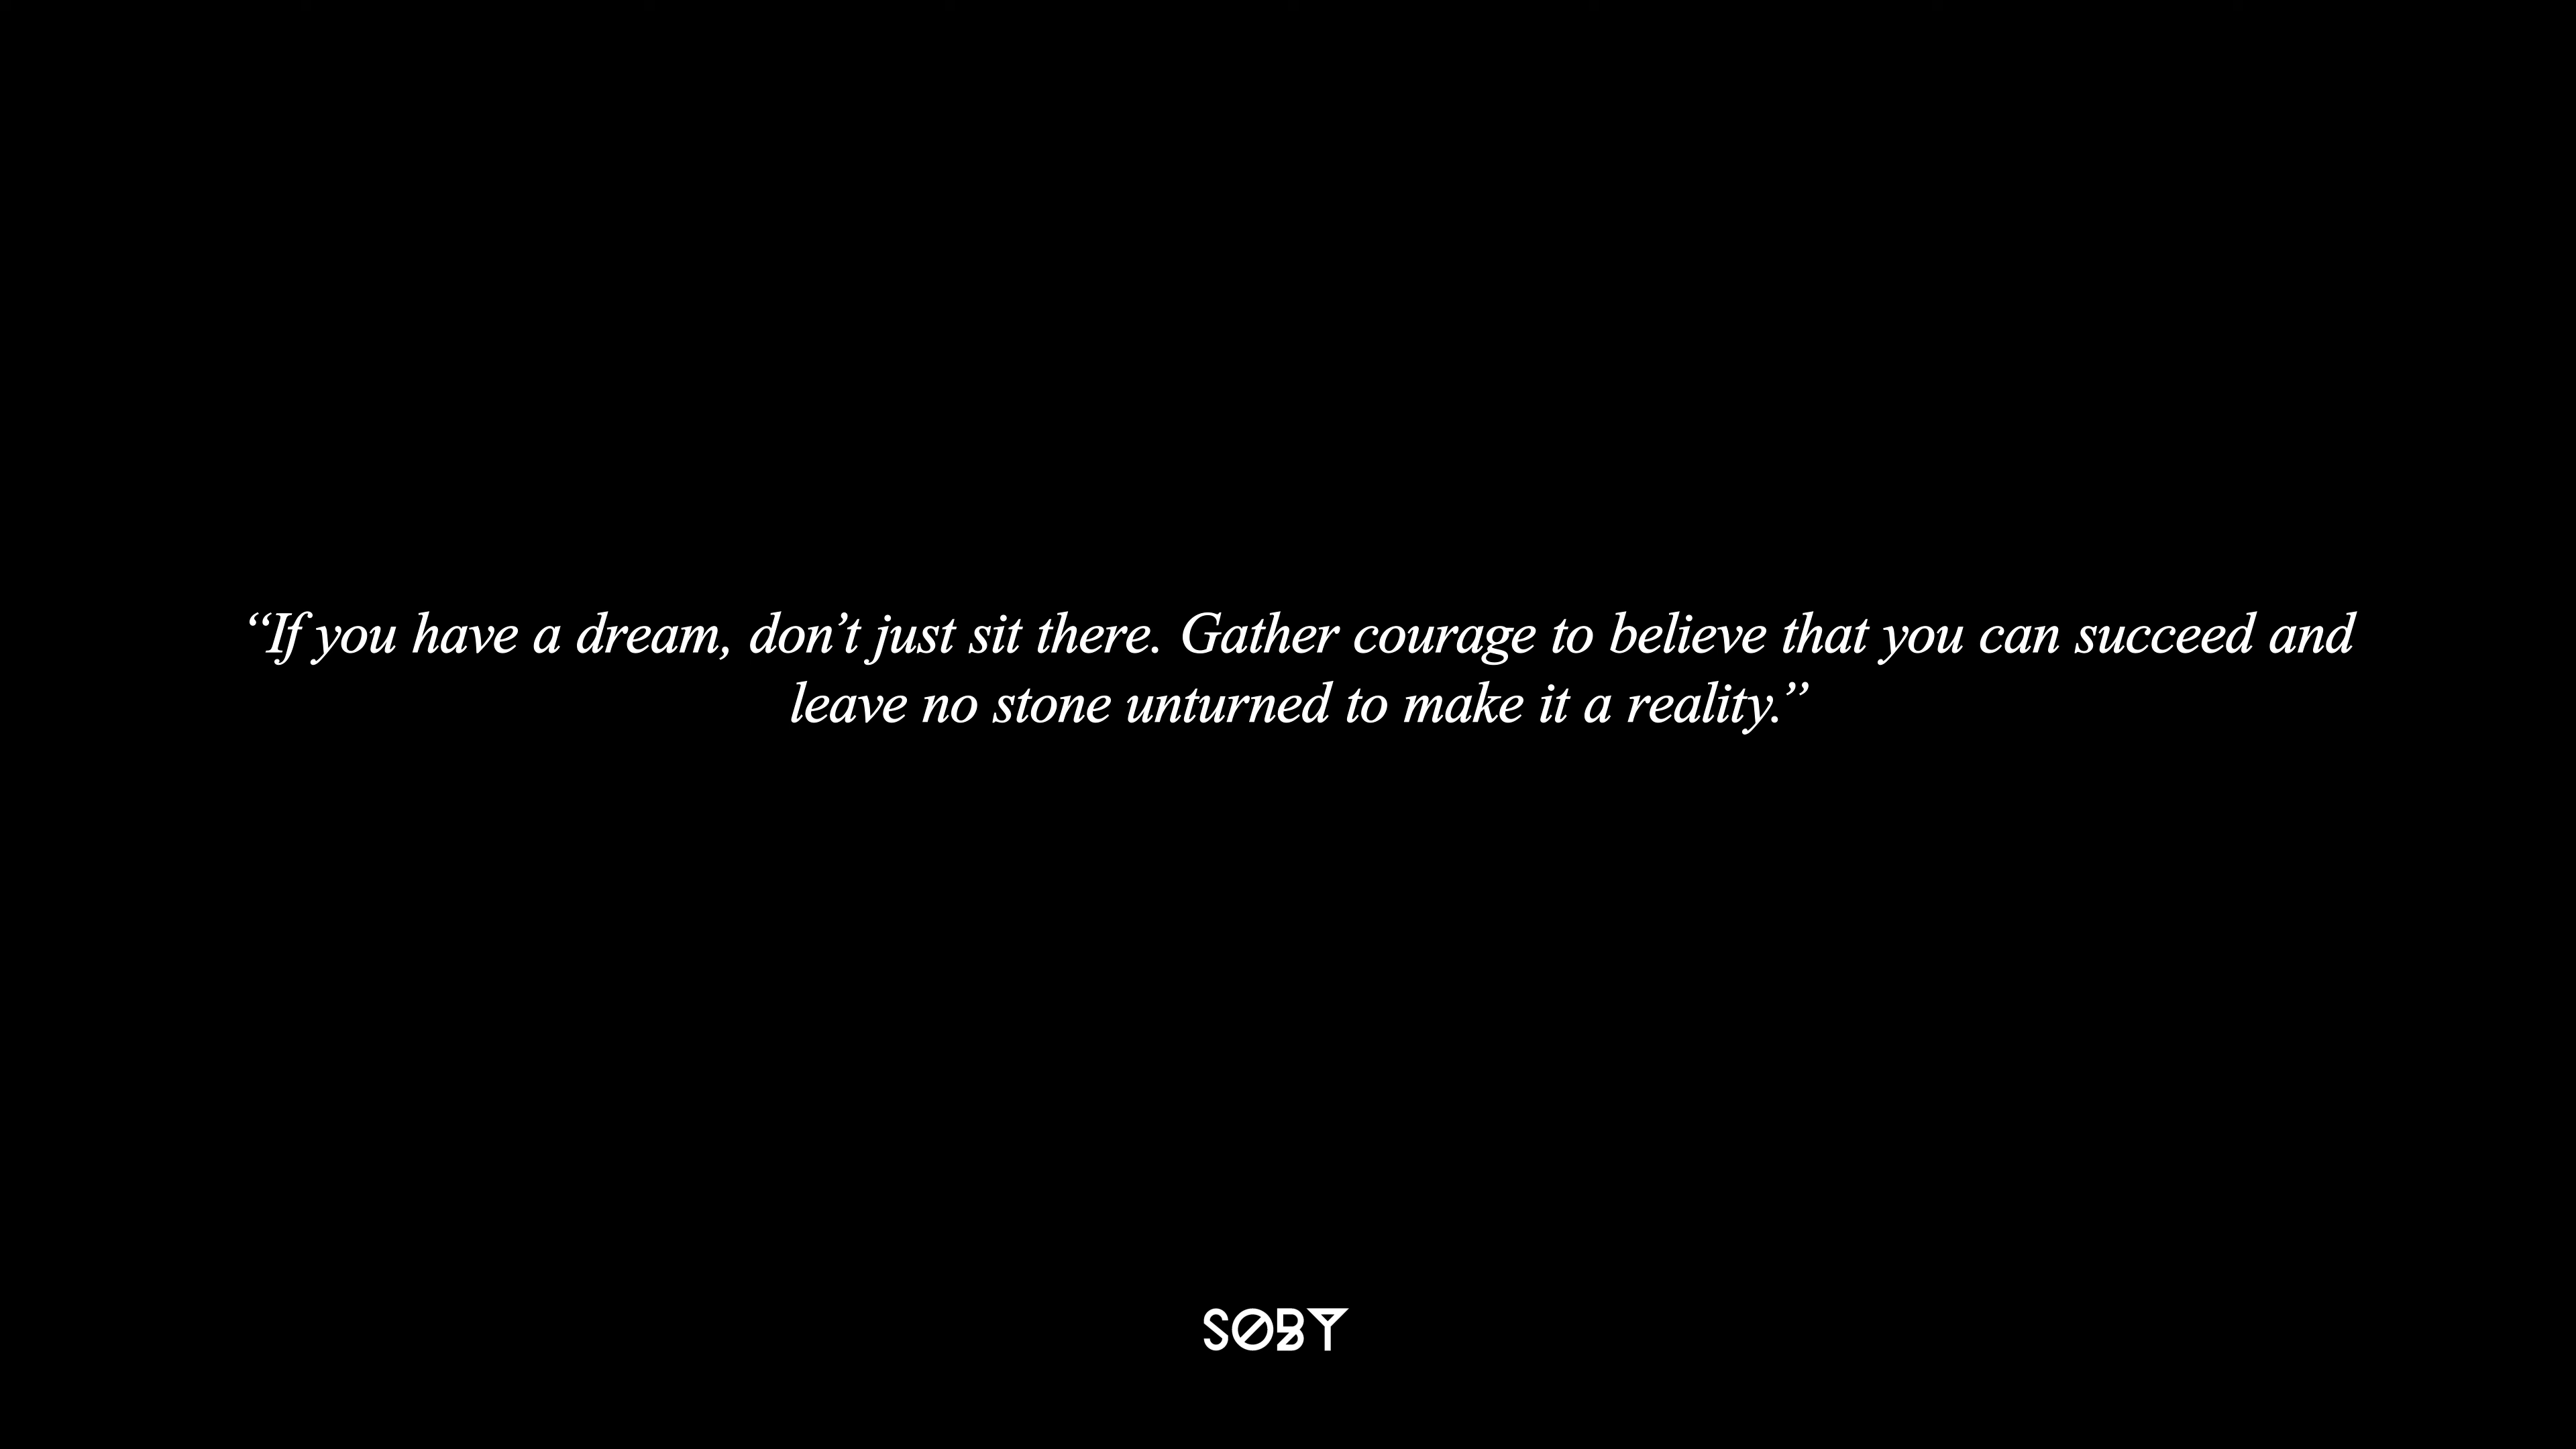 “If you have a dream, don’t just sit there. Gather courage to believe that you can succeed and
leave no stone unturned to make it a reality.”
SØBY